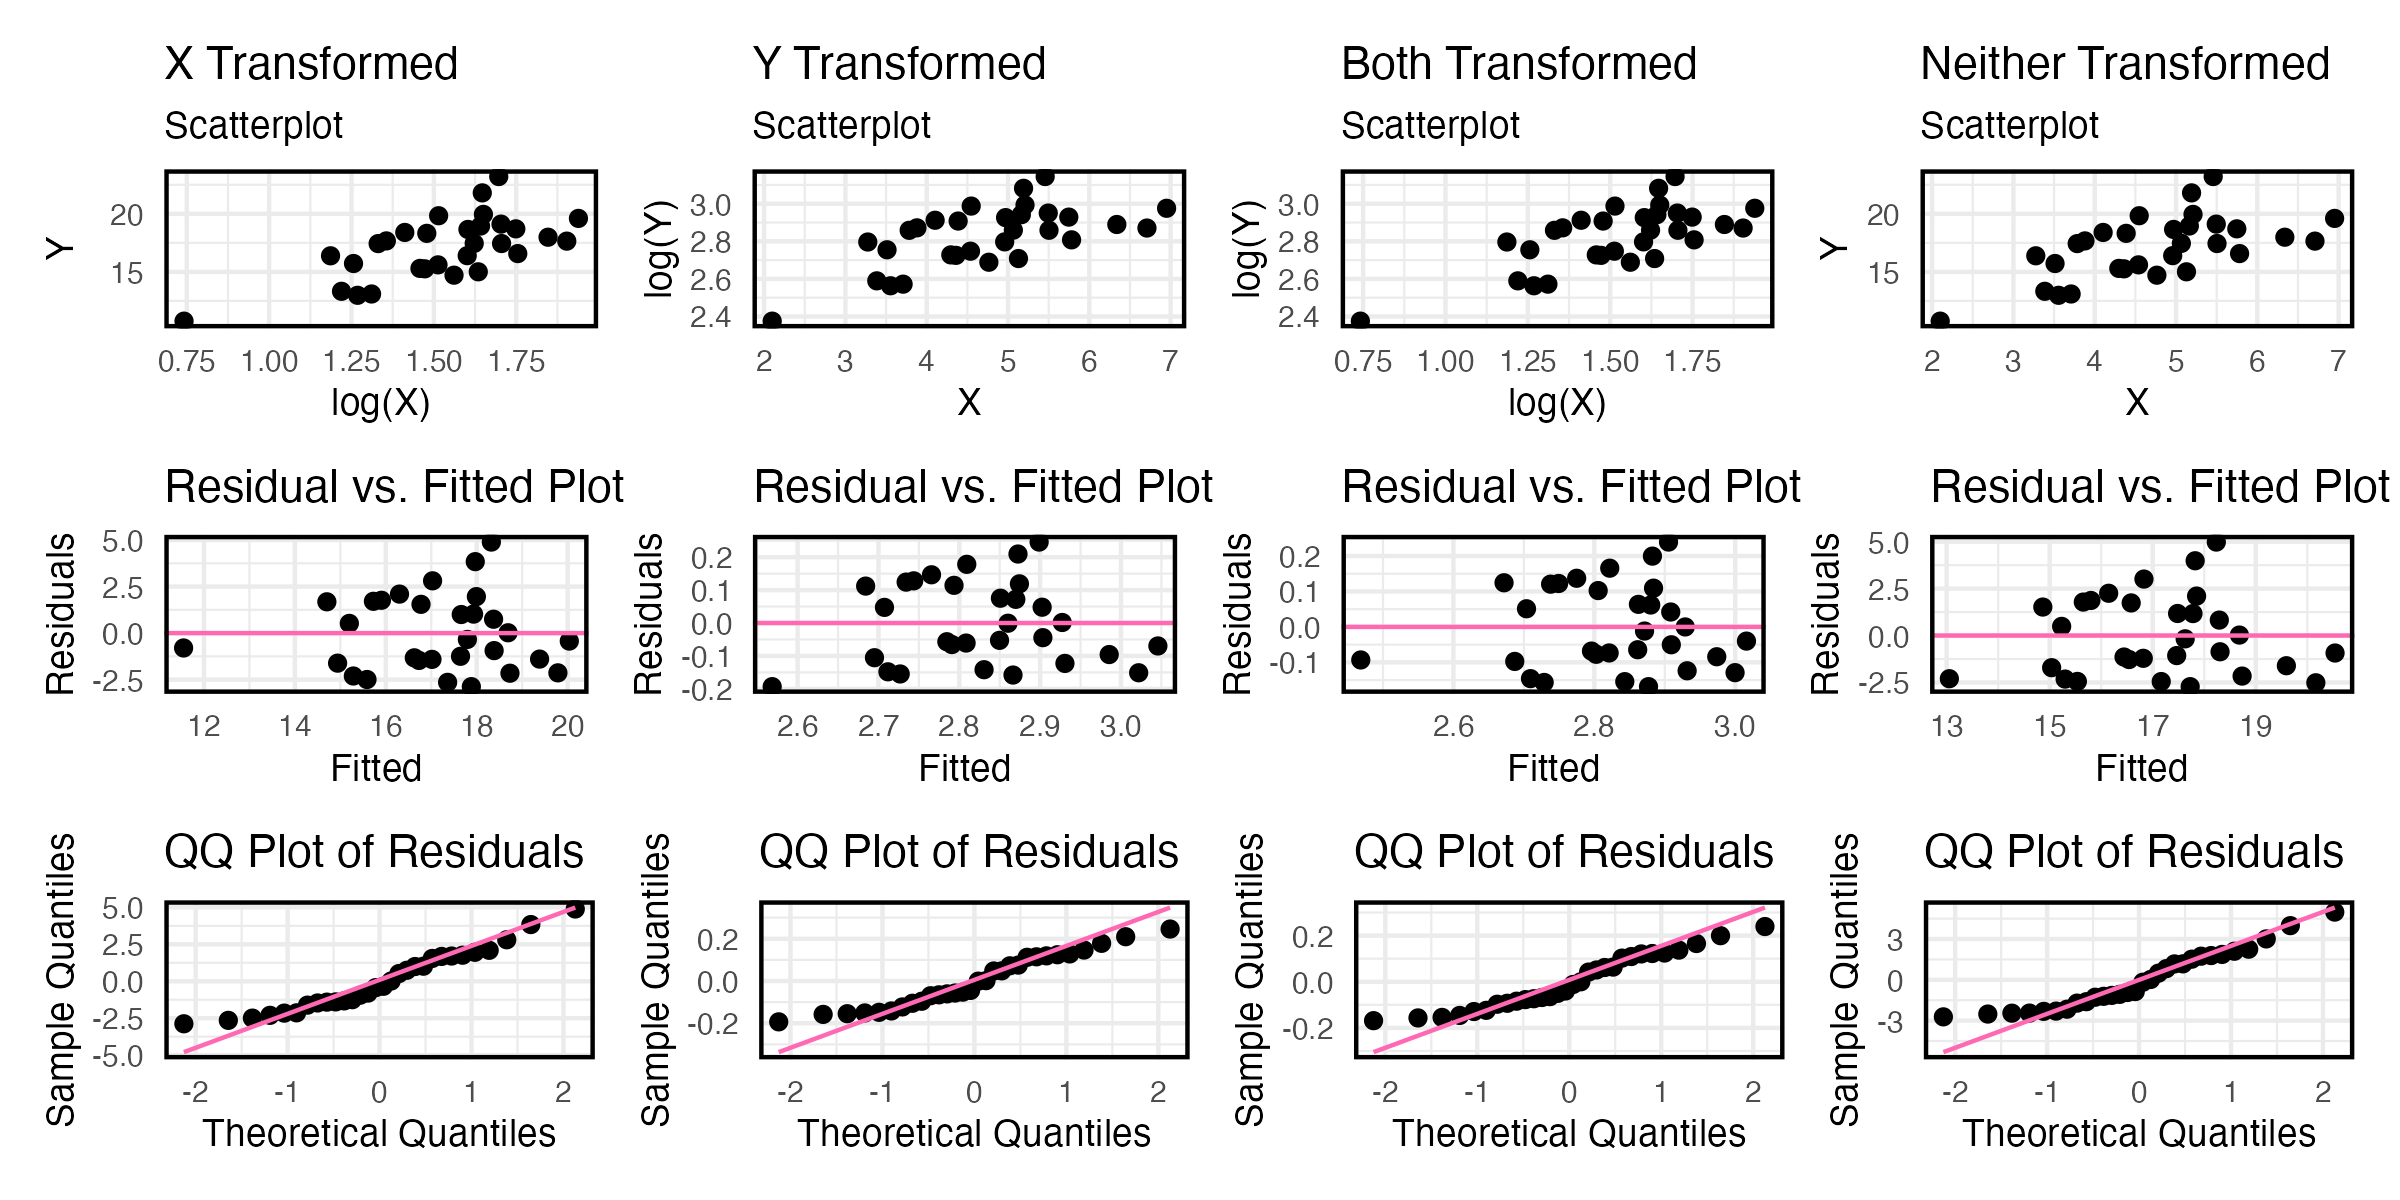 X Transformed
Y Transformed
Both Transformed
Neither Transformed
Scatterplot
Scatterplot
Scatterplot
Scatterplot
Y
20
15
0.75 1.00 1.25 1.50 1.75
log(X)
log(Y)
3.0
2.8
2.6
2.4
2 3 4 5 6 7
X
log(Y)
3.0
2.8
2.6
2.4
0.75 1.00 1.25 1.50 1.75
log(X)
Y
20
15
2 3 4 5 6 7
X
Residual vs. Fitted Plot
Residual vs. Fitted Plot
Residual vs. Fitted Plot
Residual vs. Fitted Plot
Residuals
5.0
2.5
0.0
-2.5
12 14 16 18 20
Fitted
Residuals
0.2
0.1
0.0
-0.1
-0.2
2.6 2.7 2.8 2.9 3.0
Fitted
Residuals
0.2
0.1
0.0
-0.1
2.6 2.8 3.0
Fitted
Residuals
5.0
2.5
0.0
-2.5
13 15 17 19
Fitted
QQ Plot of Residuals
QQ Plot of Residuals
QQ Plot of Residuals
QQ Plot of Residuals
Sample Quantiles
5.0
2.5
0.0
-2.5
-5.0
-2 -1 0 1 2
Theoretical Quantiles
Sample Quantiles
0.2
0.0
-0.2
-2 -1 0 1 2
Theoretical Quantiles
Sample Quantiles
0.2
0.0
-0.2
-2 -1 0 1 2
Theoretical Quantiles
Sample Quantiles
3
0
-3
-2 -1 0 1 2
Theoretical Quantiles